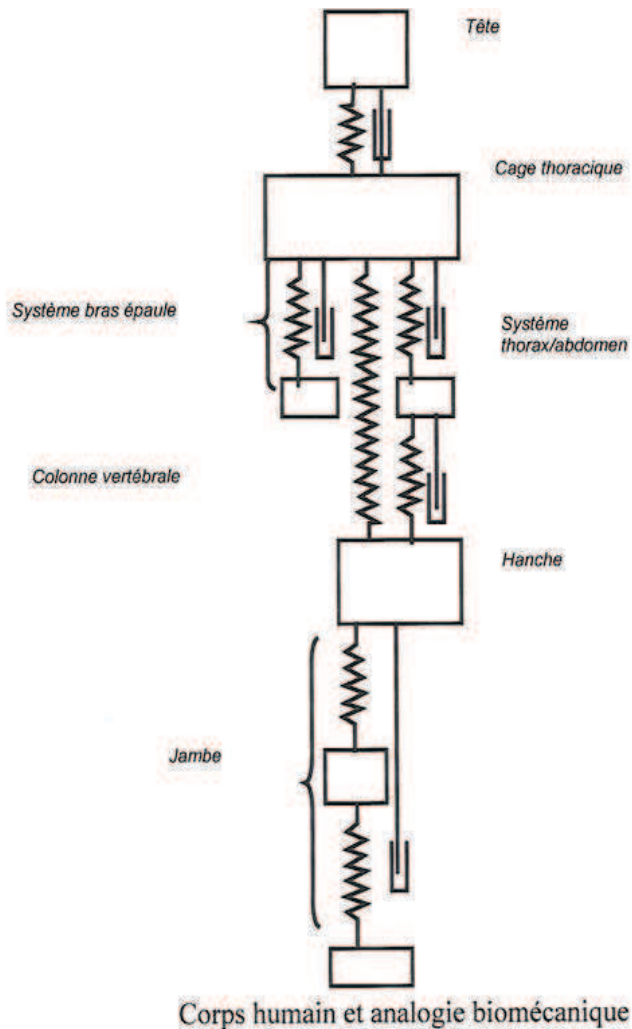 Tête
Cage thoracique
Système bras épaule
Système
thorax/abdomen
Colonne vertébrale
Hanche
Jambe
Corps humain et analogie biomécanique